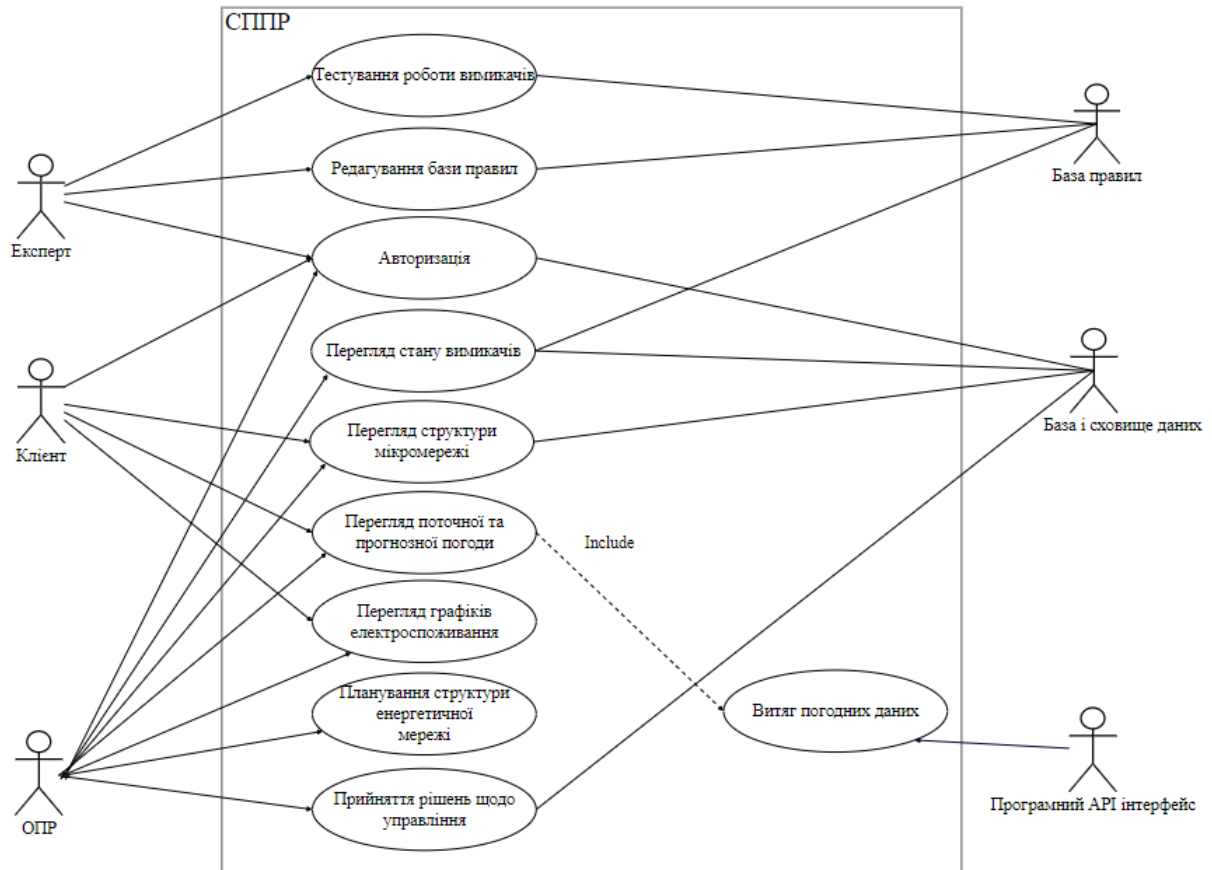 СППР
Тестування роботи вимикачів
Редагування бази правил
База правил
Експерт
Авторизація
Перегляд стану вимикачів
База і сховище даних
Перегляд структури
мікромережі
Клієнт
Перегляд поточної та
прогнозної погоди
Include
Перегляд графіків
електроспоживання
Планування структури
енергетичної
мережі
Витяг погодних даних
Прийняття рішень щодо
управління
Програмний API інтерфейс
ОПР